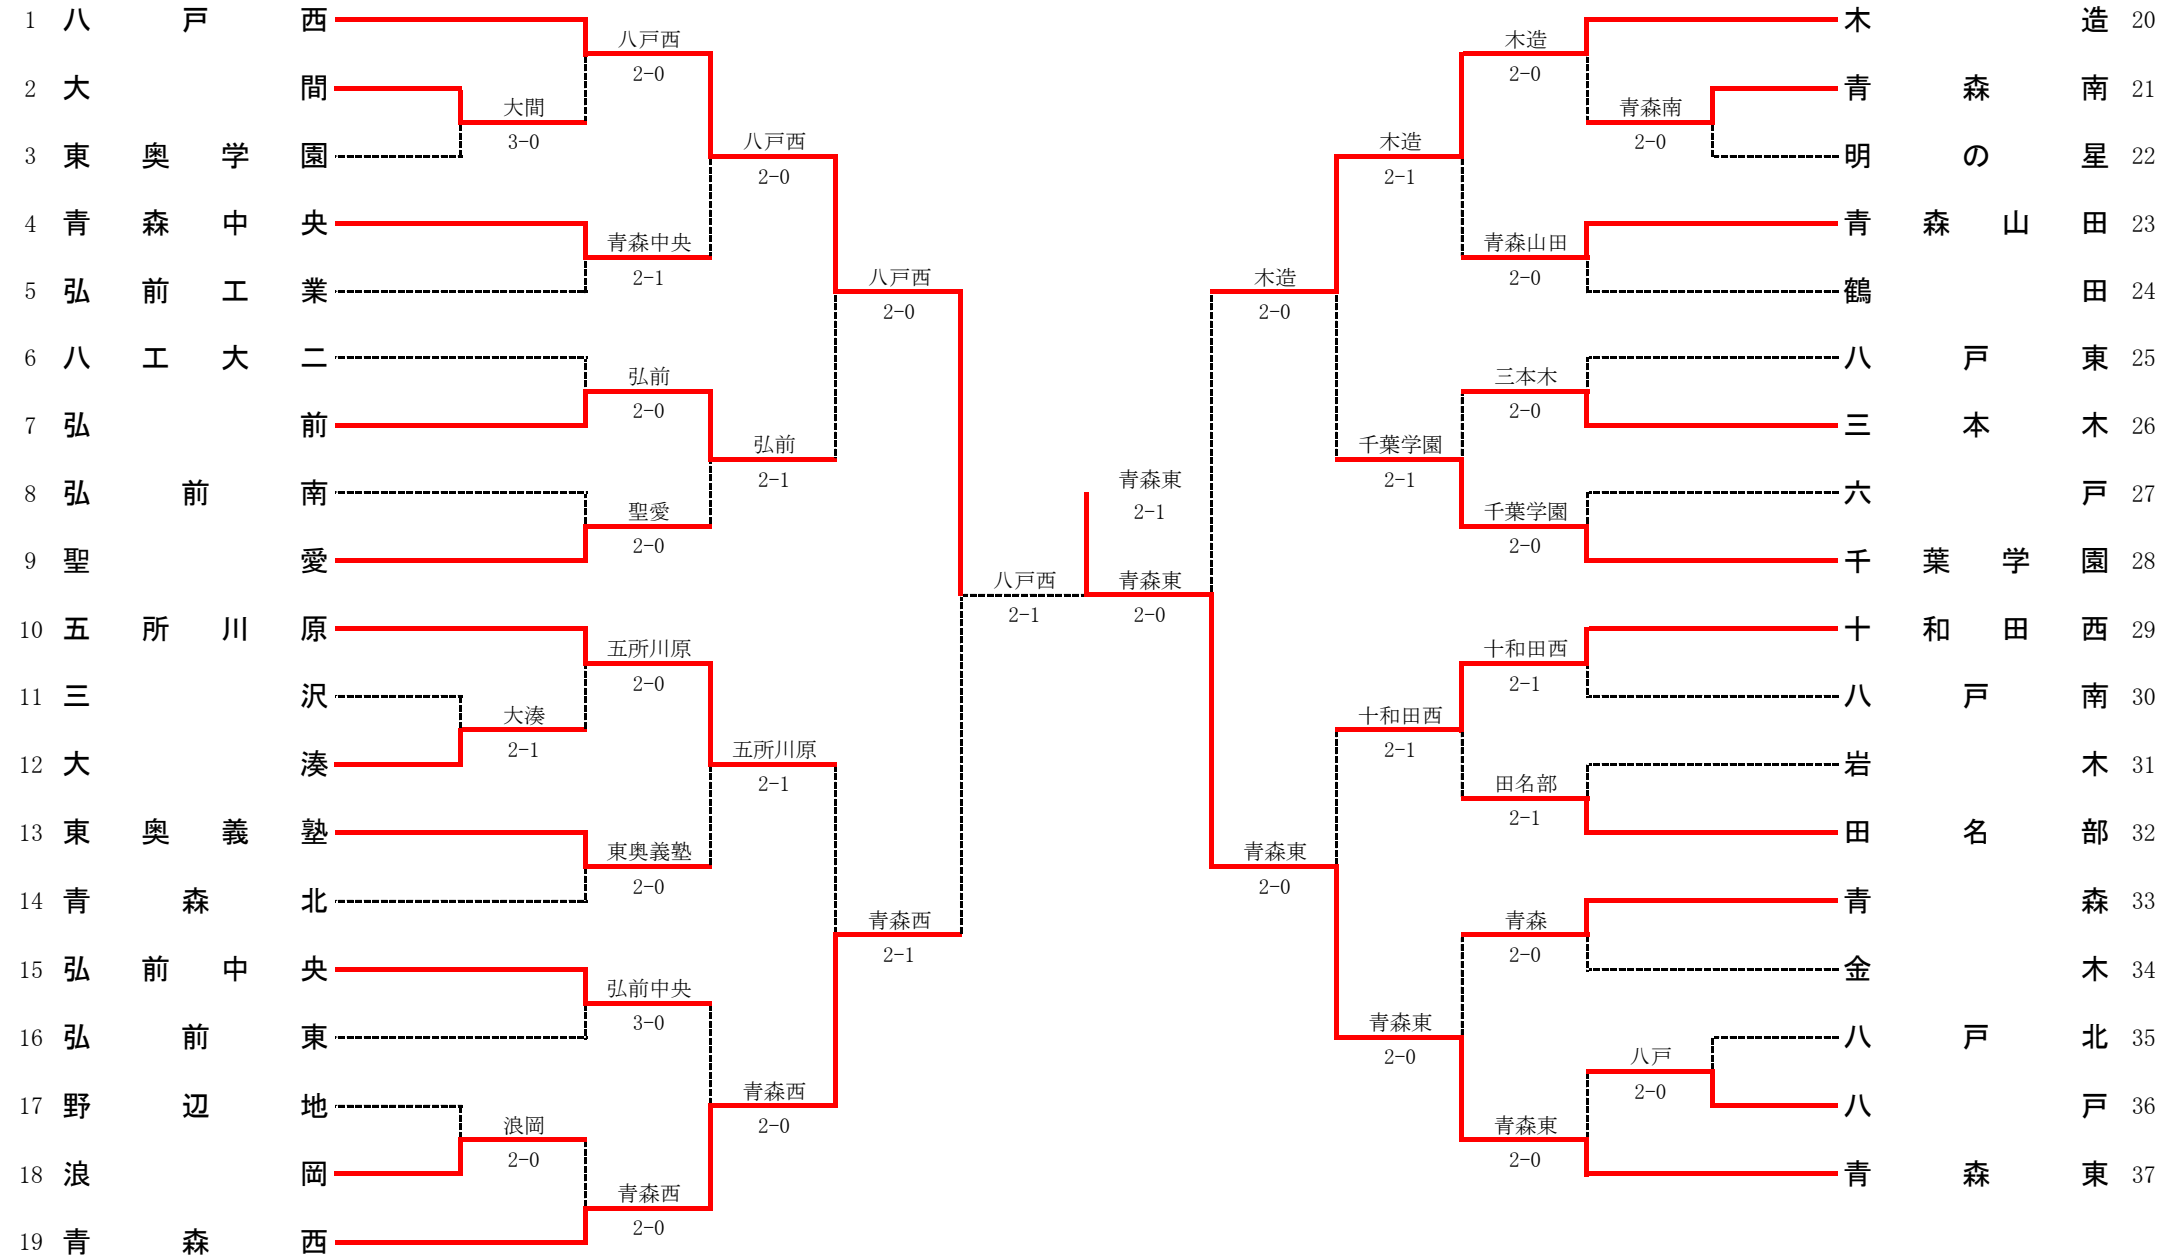 1 八戸西
2 大間
3 東奥学園
4 青森中央
5 弘前工業
6 八工大二
7 弘前
8 弘前南
9 聖愛
10 五所川原
11 三沢
12 大湊
13 東奥義塾
14 青森北
15 弘前中央
16 弘前東
17 野辺地
18 浪岡
19 青森西
大間
3-0
大湊
2-1
浪岡
2-0
八戸西
2-0
青森中央
2-1
弘前
2-0
聖愛
2-0
五所川原
2-0
東奥義塾
2-0
弘前中央
3-0
青森西
2-0
八戸西
2-0
弘前
2-1
五所川原
2-1
青森西
2-0
八戸西
2-0
青森西
2-1
八戸西
2-1
青森東
2-1
青森東
2-0
木造
2-0
青森東
2-0
木造
2-1
千葉学園
2-1
十和田西
2-1
青森東
2-0
木造
2-0
青森山田
2-0
三本木
2-0
千葉学園
2-0
十和田西
2-1
田名部
2-1
青森
2-0
青森東
2-0
青森南
2-0
八戸
2-0
木造 20
青森南 21
明の星 22
青森山田 23
鶴田 24
八戸東 25
三本木 26
六戸 27
千葉学園 28
十和田西 29
八戸南 30
岩木 31
田名部 32
青森 33
金木 34
八戸北 35
八戸 36
青森東 37